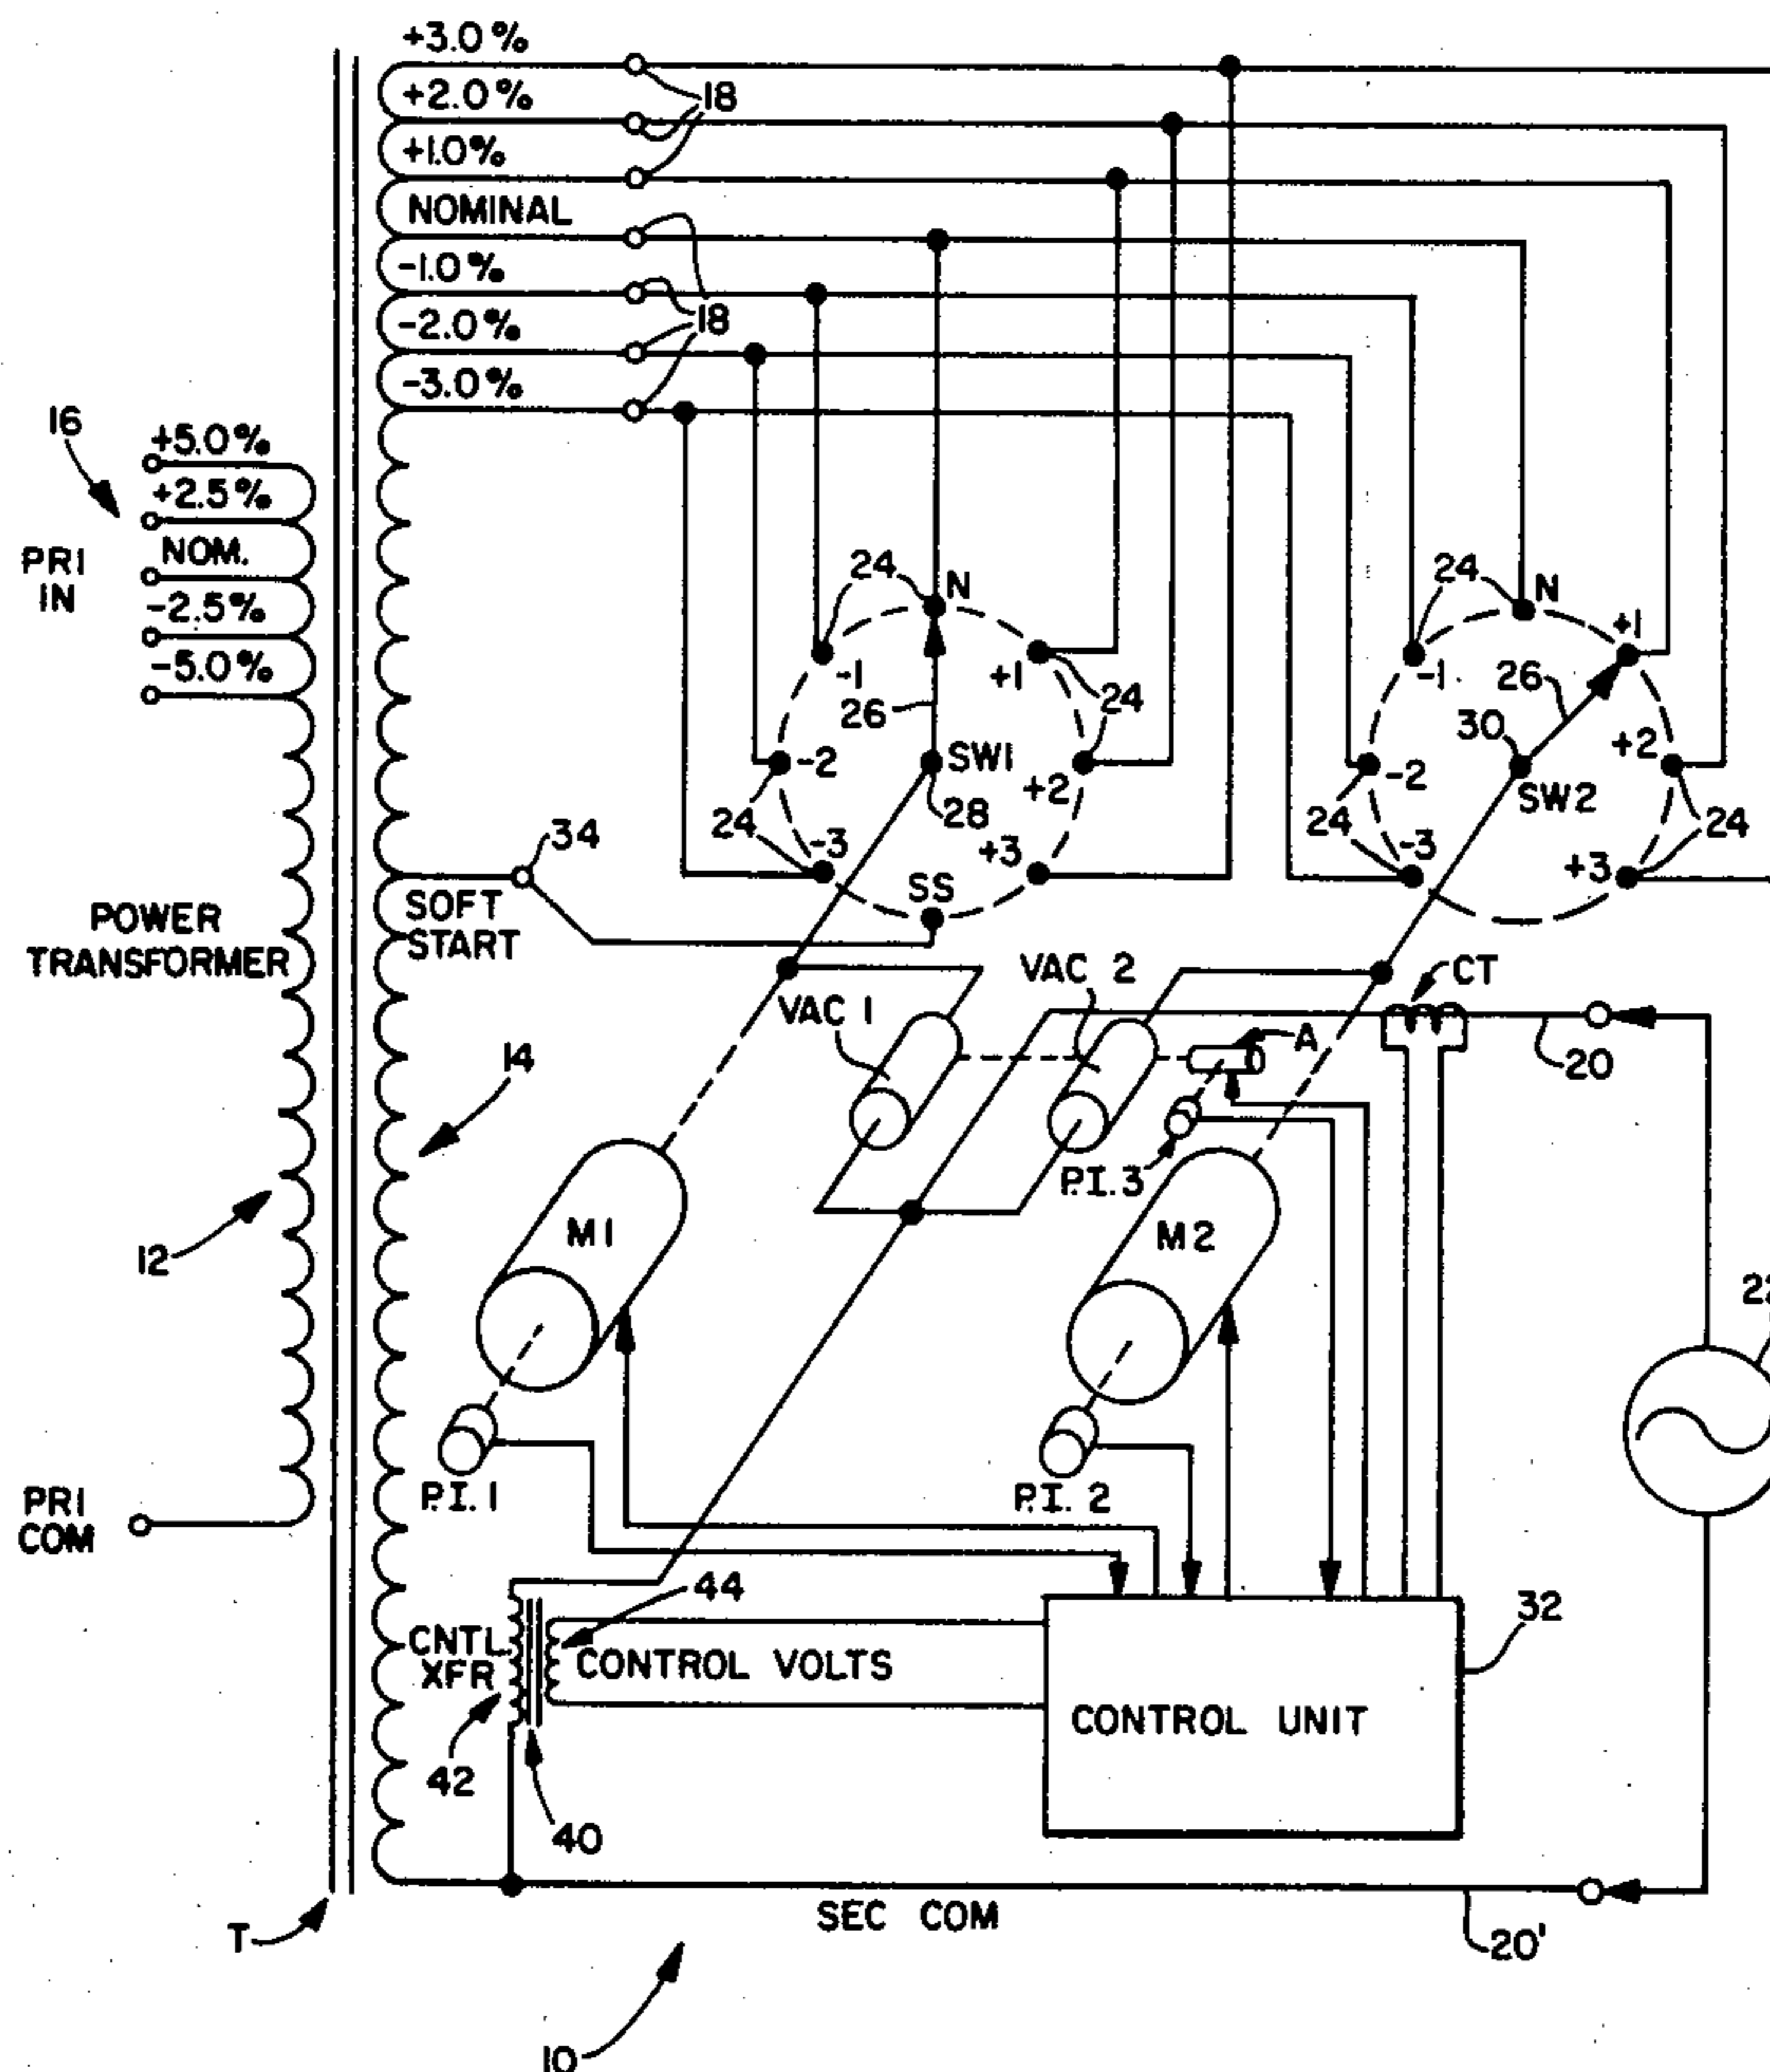 +3.0%
+2.0%
18
+1.0%
NOMINAL
-1.0%
-2.0%
18
-3.0%
16
+5.0%
+2.5%
NOM.
-2.5%
-5.0%
PRI
IN
24
N
24
N
-1
+1
-1
+1
26
24
26
30
-2
SW1
+2
-2
SW2
+2
28
24
-3
+3
24
-3
+3
24
SS
34
SOFT
START
POWER
TRANSFORMER
VAC 1
VAC 2
CT
A
20
14
P.I.3
M1
M2
12
P.I.1
P.I. 2
PRI
COM
44
32
CNTL
XFR
CONTROL VOLTS
CONTROL UNIT
42
40
SEC COM
T
20'
10